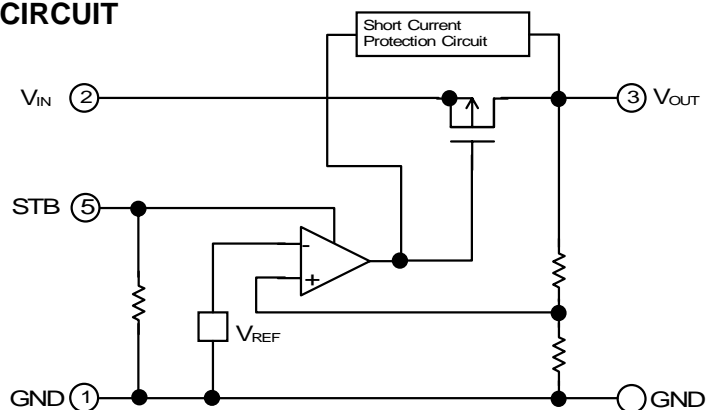 CIRCUIT
Short Current
Protection Circuit
VIN 2
3 VOUT
STB 5
-
+
VREF
GND 1
GND